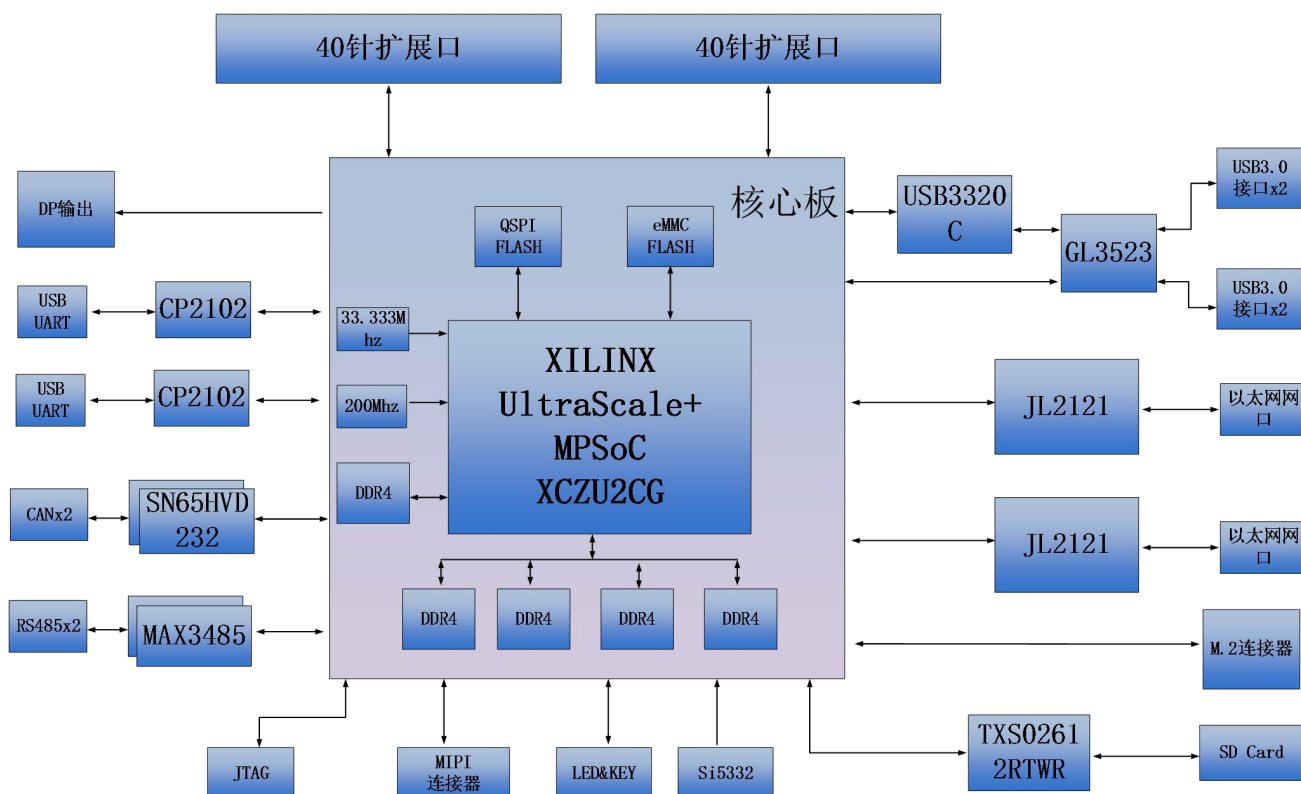 40针扩展口
40针扩展口
核心板
DP输出
QSPI
FLASH
eMMC
FLASH
USB3320
C
GL3523
USB3.0
接口x2
USB3.0
接口x2
USB
UART
CP2102
33.333M
hz
USB
UART
CP2102
200Mhz
XILINX
UltraScale+
MPSoC
XCZU2CG
JL2121
以太网网
口
CANx2
SN65HVD
232
DDR4
JL2121
以太网网
口
RS485x2
MAX3485
DDR4
DDR4
DDR4
DDR4
M.2连接器
JTAG
MIPI
连接器
LED&KEY
Si5332
TXS0261
2RTWR
SD Card